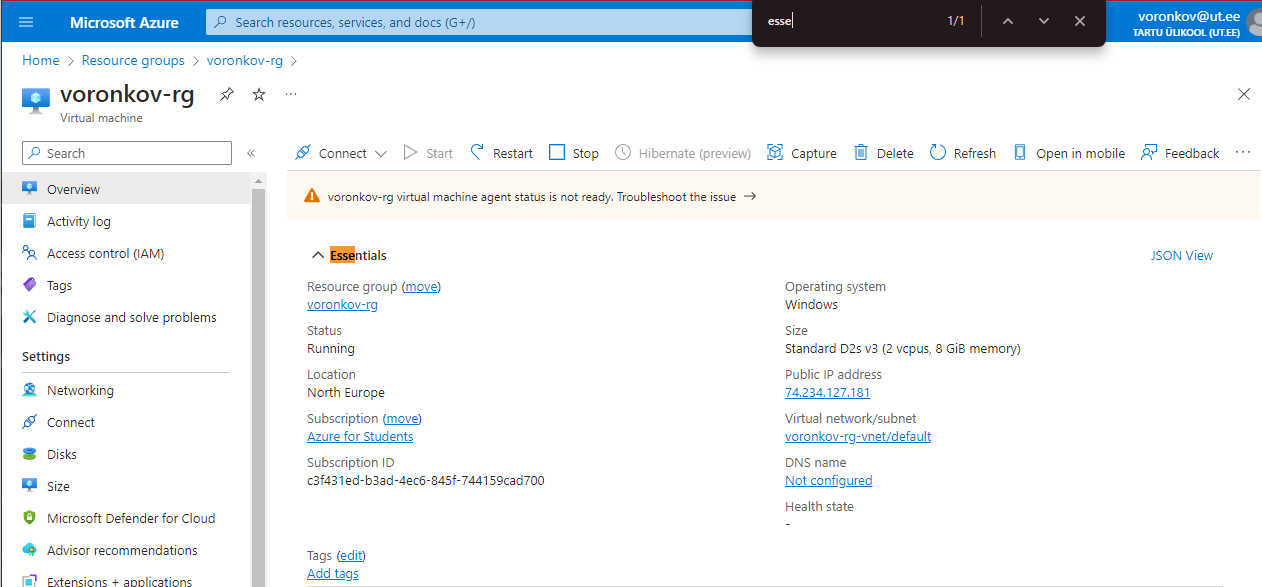 Microsoft Azure
Search resources, services, and docs (G+/)
esse
1/1
voronkov@ut.ee
TARTU ÜLIKOOL (UT.EE)
Home > Resource groups > voronkov-rg >
voronkov-rg
Virtual machine
Search
Connect Start Restart Stop Hibernate (preview) Capture Delete Refresh Open in mobile Feedback
Overview
Activity log
Access control (IAM)
Tags
Diagnose and solve problems
Settings
Networking
Connect
Disks
Size
Microsoft Defender for Cloud
Advisor recommendations
Extensions + applications
voronkov-rg virtual machine agent status is not ready. Troubleshoot the issue →
Essentials
JSON View
Resource group (move)
voronkov-rg
Status
Running
Location
North Europe
Subscription (move)
Azure for Students
Subscription ID
c3f431ed-b3ad-4ec6-845f-744159cad700
Operating system
Windows
Size
Standard D2s v3 (2 vcpus, 8 GiB memory)
Public IP address
74.234.127.181
Virtual network/subnet
voronkov-rg-vnet/default
DNS name
Not configured
Health state
-
Tags (edit)
Add tags